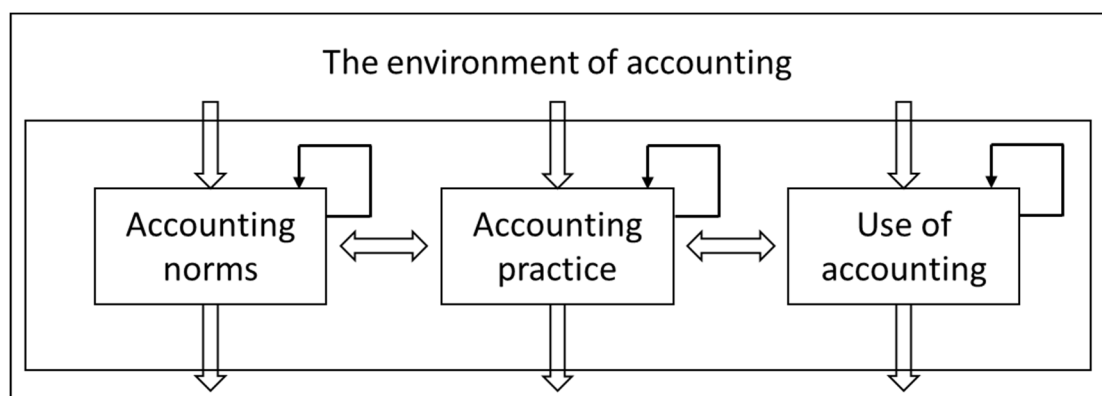 The environment of accounting
Accounting
norms
Accounting
practice
Use of
accounting